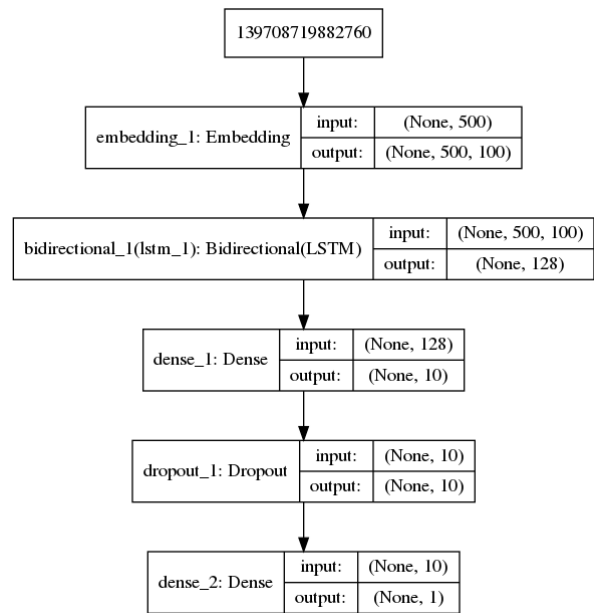 139708719882760
embedding_1: Embedding
input:
(None, 500)
output:
(None, 500, 100)
bidirectional_1(lstm_1): Bidirectional(LSTM)
input:
(None, 500, 100)
output:
(None, 128)
dense_1: Dense
input:
(None, 128)
output:
(None, 10)
dropout_1: Dropout
input:
(None, 10)
output:
(None, 10)
dense_2: Dense
input:
(None, 10)
output:
(None, 1)